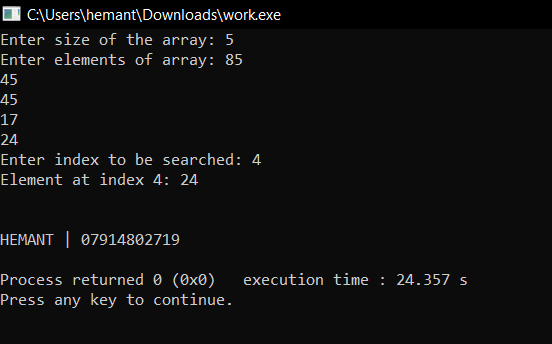 C:\Users\hemant\Downloads\work.exe
Enter size of the array: 5
Enter elements of array: 85
45
45
17
24
Enter index to be searched: 4
Element at index 4: 24
HEMANT | 07914802719
Process returned 0 (0x0)   execution time : 24.357 s
Press any key to continue.